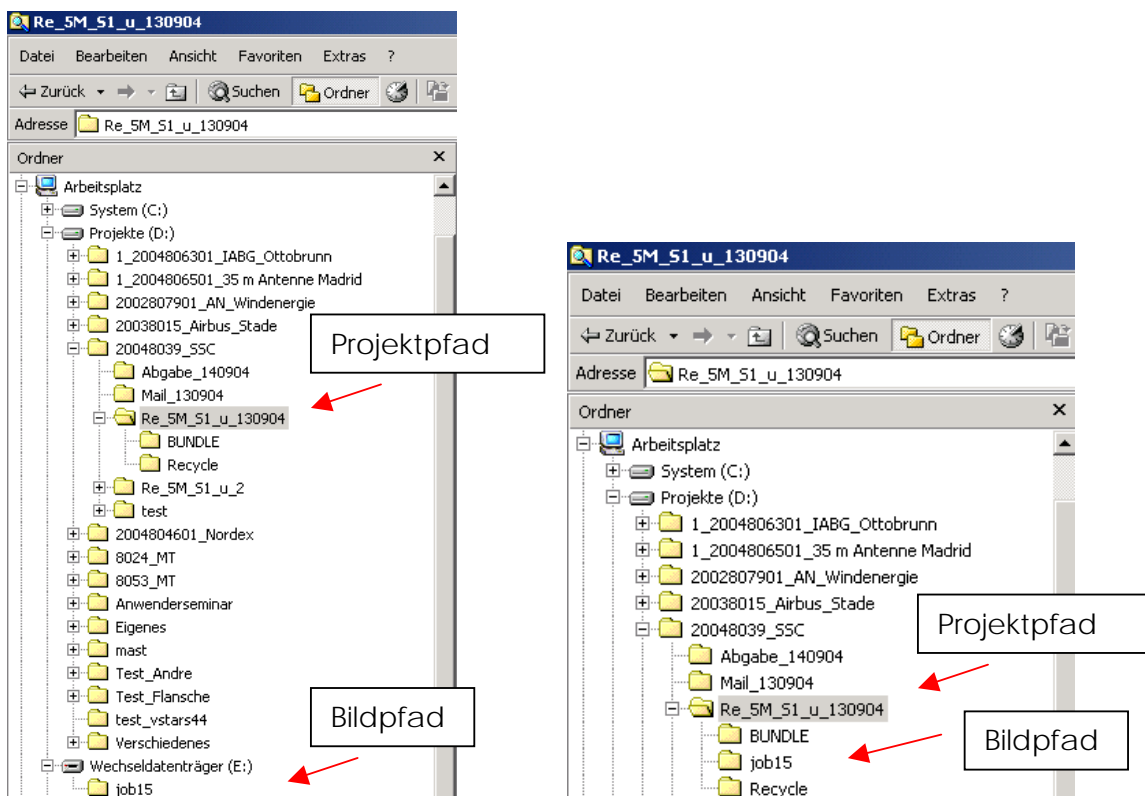 Re_5M_S1_u_130904
Datei Bearbeiten Ansicht Favoriten Extras ?
Zurück Suchen Ordner
Adresse Re_5M_S1_u_130904
Ordner
Arbeitsplatz
System (C:)
Projekte (D:)
1_2004806301_IABG_Ottobrunn
1_2004806501_35 m Antenne Madrid
2002807901_AN_Windenergie
20038015_Airbus_Stade
20048039_SSC
Abgabe_140904
Mail_130904
Re_5M_S1_u_130904
BUNDLE
Recycle
Re_5M_S1_u_2
test
2004804601_Nordex
8024_MT
8053_MT
Anwenderseminar
Eigenes
mast
Test_Andre
Test_Flansche
test_vstars44
Verschiedenes
Wechseldatenträger (E:)
job15
Projektpfad
Bildpfad
Re_5M_S1_u_130904
Datei Bearbeiten Ansicht Favoriten Extras ?
Zurück Suchen Ordner
Adresse Re_5M_S1_u_130904
Ordner
Arbeitsplatz
System (C:)
Projekte (D:)
1_2004806301_IABG_Ottobrunn
1_2004806501_35 m Antenne Madrid
2002807901_AN_Windenergie
20038015_Airbus_Stade
20048039_SSC
Abgabe_140904
Mail_130904
Re_5M_S1_u_130904
BUNDLE
job15
Recycle
Projektpfad
Bildpfad